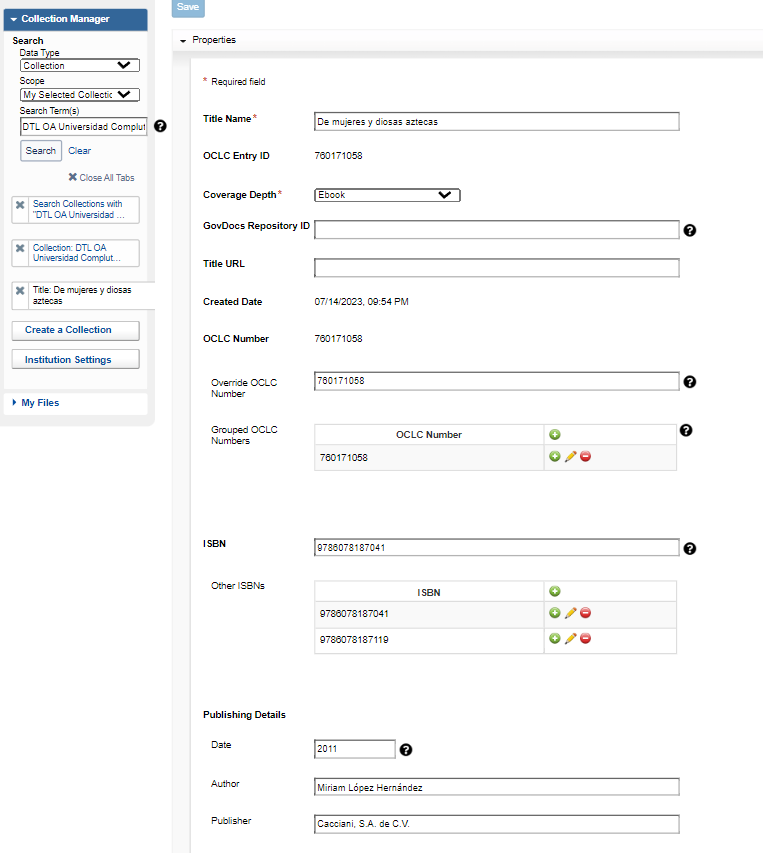 Collection Manager
Search
Data Type
Collection
Scope
My Selected Collectic
Search Term(s)
DTL OA Universidad Complut
Search Clear
Close All Tabs
Search Collections with
"DTL OA Universidad ...
Collection: DTL OA
Universidad Complut...
Title: De mujeres y diosas
aztecas
Create a Collection
Institution Settings
My Files
Save
Properties
* Required field
Title Name* De mujeres y diosas aztecas
OCLC Entry ID 760171058
Coverage Depth* Ebook
GovDocs Repository ID
Title URL
Created Date 07/14/2023, 09:54 PM
OCLC Number 760171058
Override OCLC
Number
760171058
Grouped OCLC
Numbers
OCLC Number
760171058
ISBN 9786078187041
Other ISBNs
ISBN
9786078187041
9786078187119
Publishing Details
Date 2011
Author Miriam López Hernández
Publisher Cacciani, S.A. de C.V.